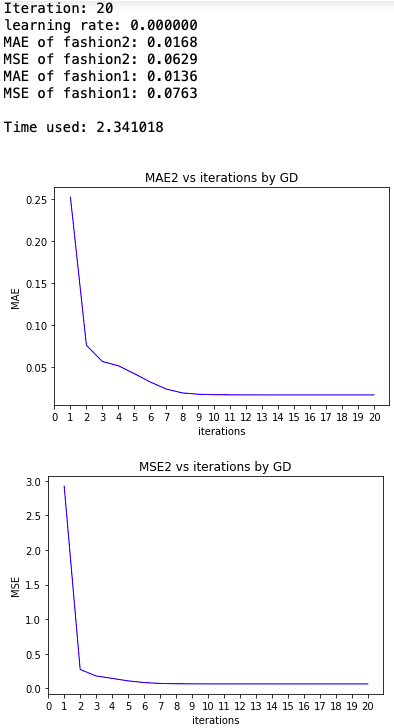 Iteration: 20
learning rate: 0.000000
MAE of fashion2: 0.0168
MSE of fashion2: 0.0629
MAE of fashion1: 0.0136
MSE of fashion1: 0.0763
Time used: 2.341018
MAE2 vs iterations by GD
0.25
0.20
0.15
0.10
0.05
MAE
0 1 2 3 4 5 6 7 8 9 10 11 12 13 14 15 16 17 18 19 20
iterations
MSE2 vs iterations by GD
3.0
2.5
2.0
1.5
1.0
0.5
0.0
MSE
0 1 2 3 4 5 6 7 8 9 10 11 12 13 14 15 16 17 18 19 20
iterations